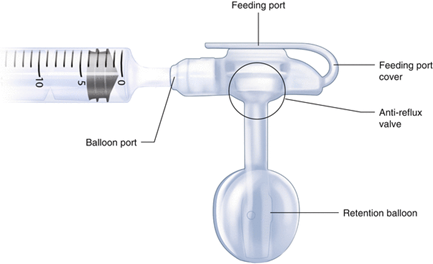 Feeding port
Feeding port
cover
Anti-reflux
valve
10
5
0
Balloon port
Retention balloon